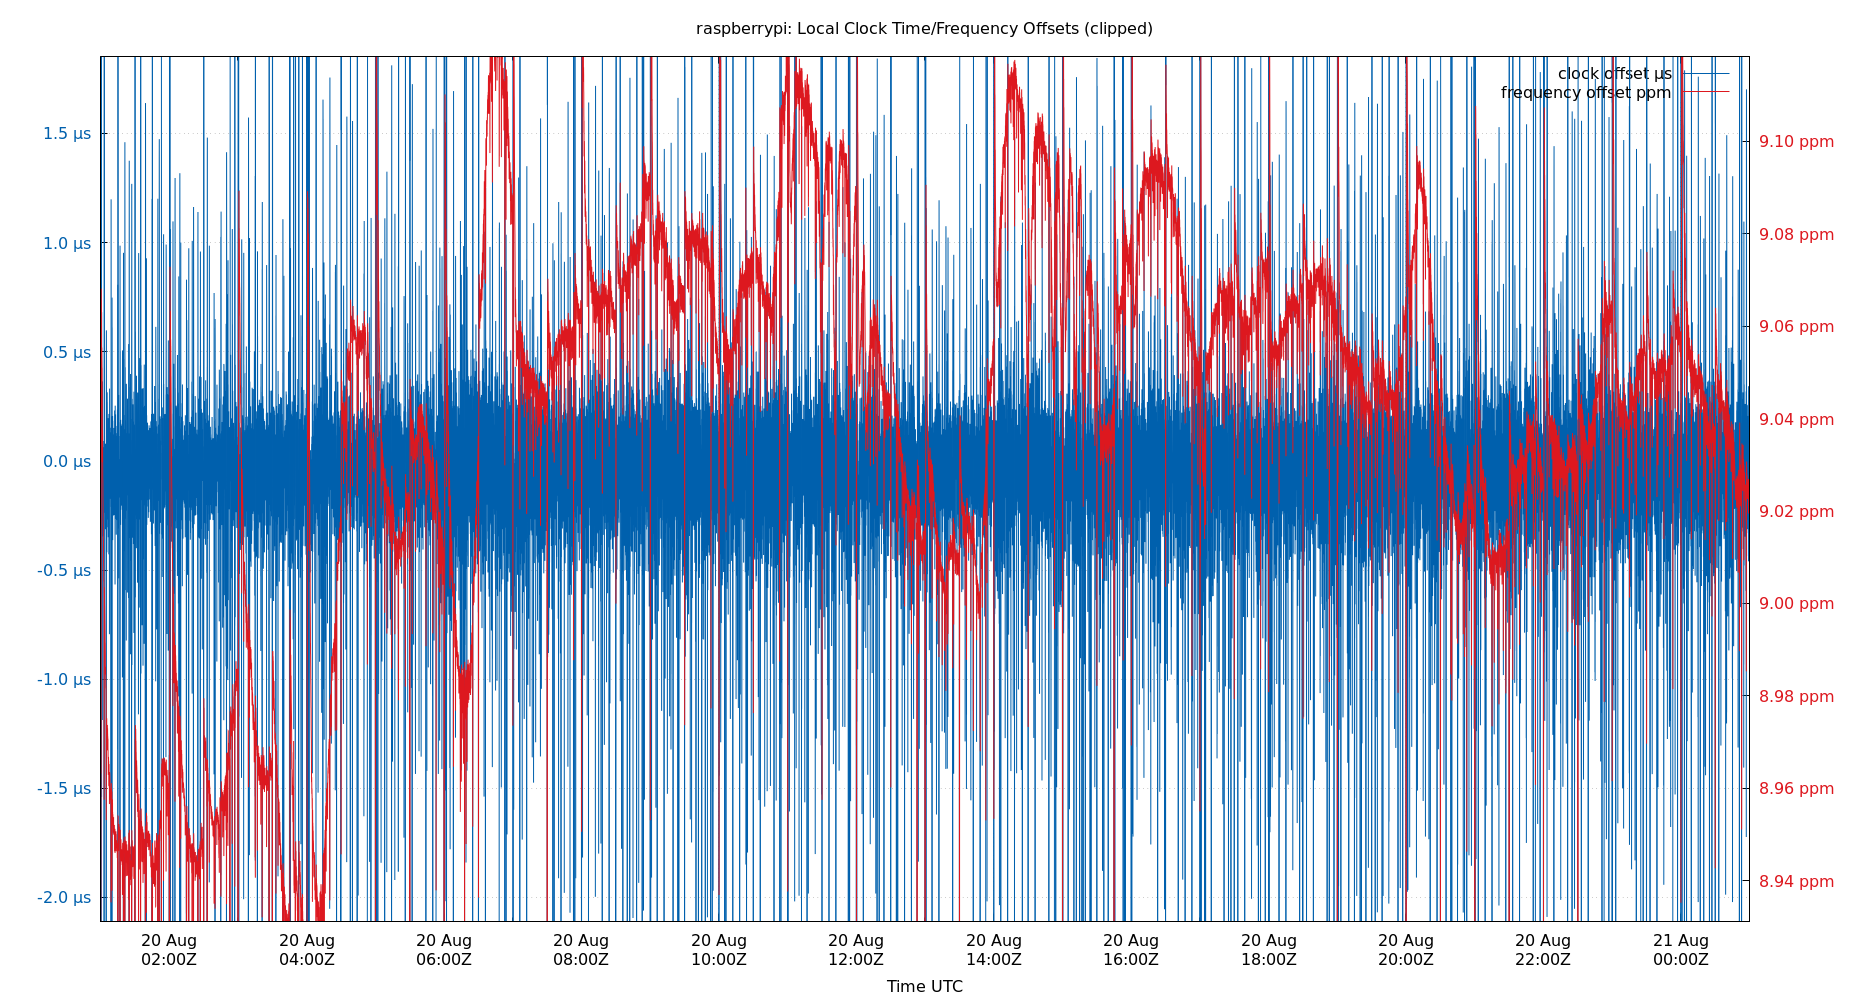 raspberrypi: Local Clock Time/Frequency Offsets (clipped)
clock offset µs
frequency offset ppm
1.5 µs
1.0 µs
0.5 µs
0.0 µs
-0.5 µs
-1.0 µs
-1.5 µs
-2.0 µs
9.10 ppm
9.08 ppm
9.06 ppm
9.04 ppm
9.02 ppm
9.00 ppm
8.98 ppm
8.96 ppm
8.94 ppm
20 Aug 20 Aug 20 Aug 20 Aug 20 Aug 20 Aug 20 Aug 20 Aug 20 Aug 20 Aug 20 Aug 21 Aug
02:00Z 04:00Z 06:00Z 08:00Z 10:00Z 12:00Z 14:00Z 16:00Z 18:00Z 20:00Z 22:00Z 00:00Z
Time UTC